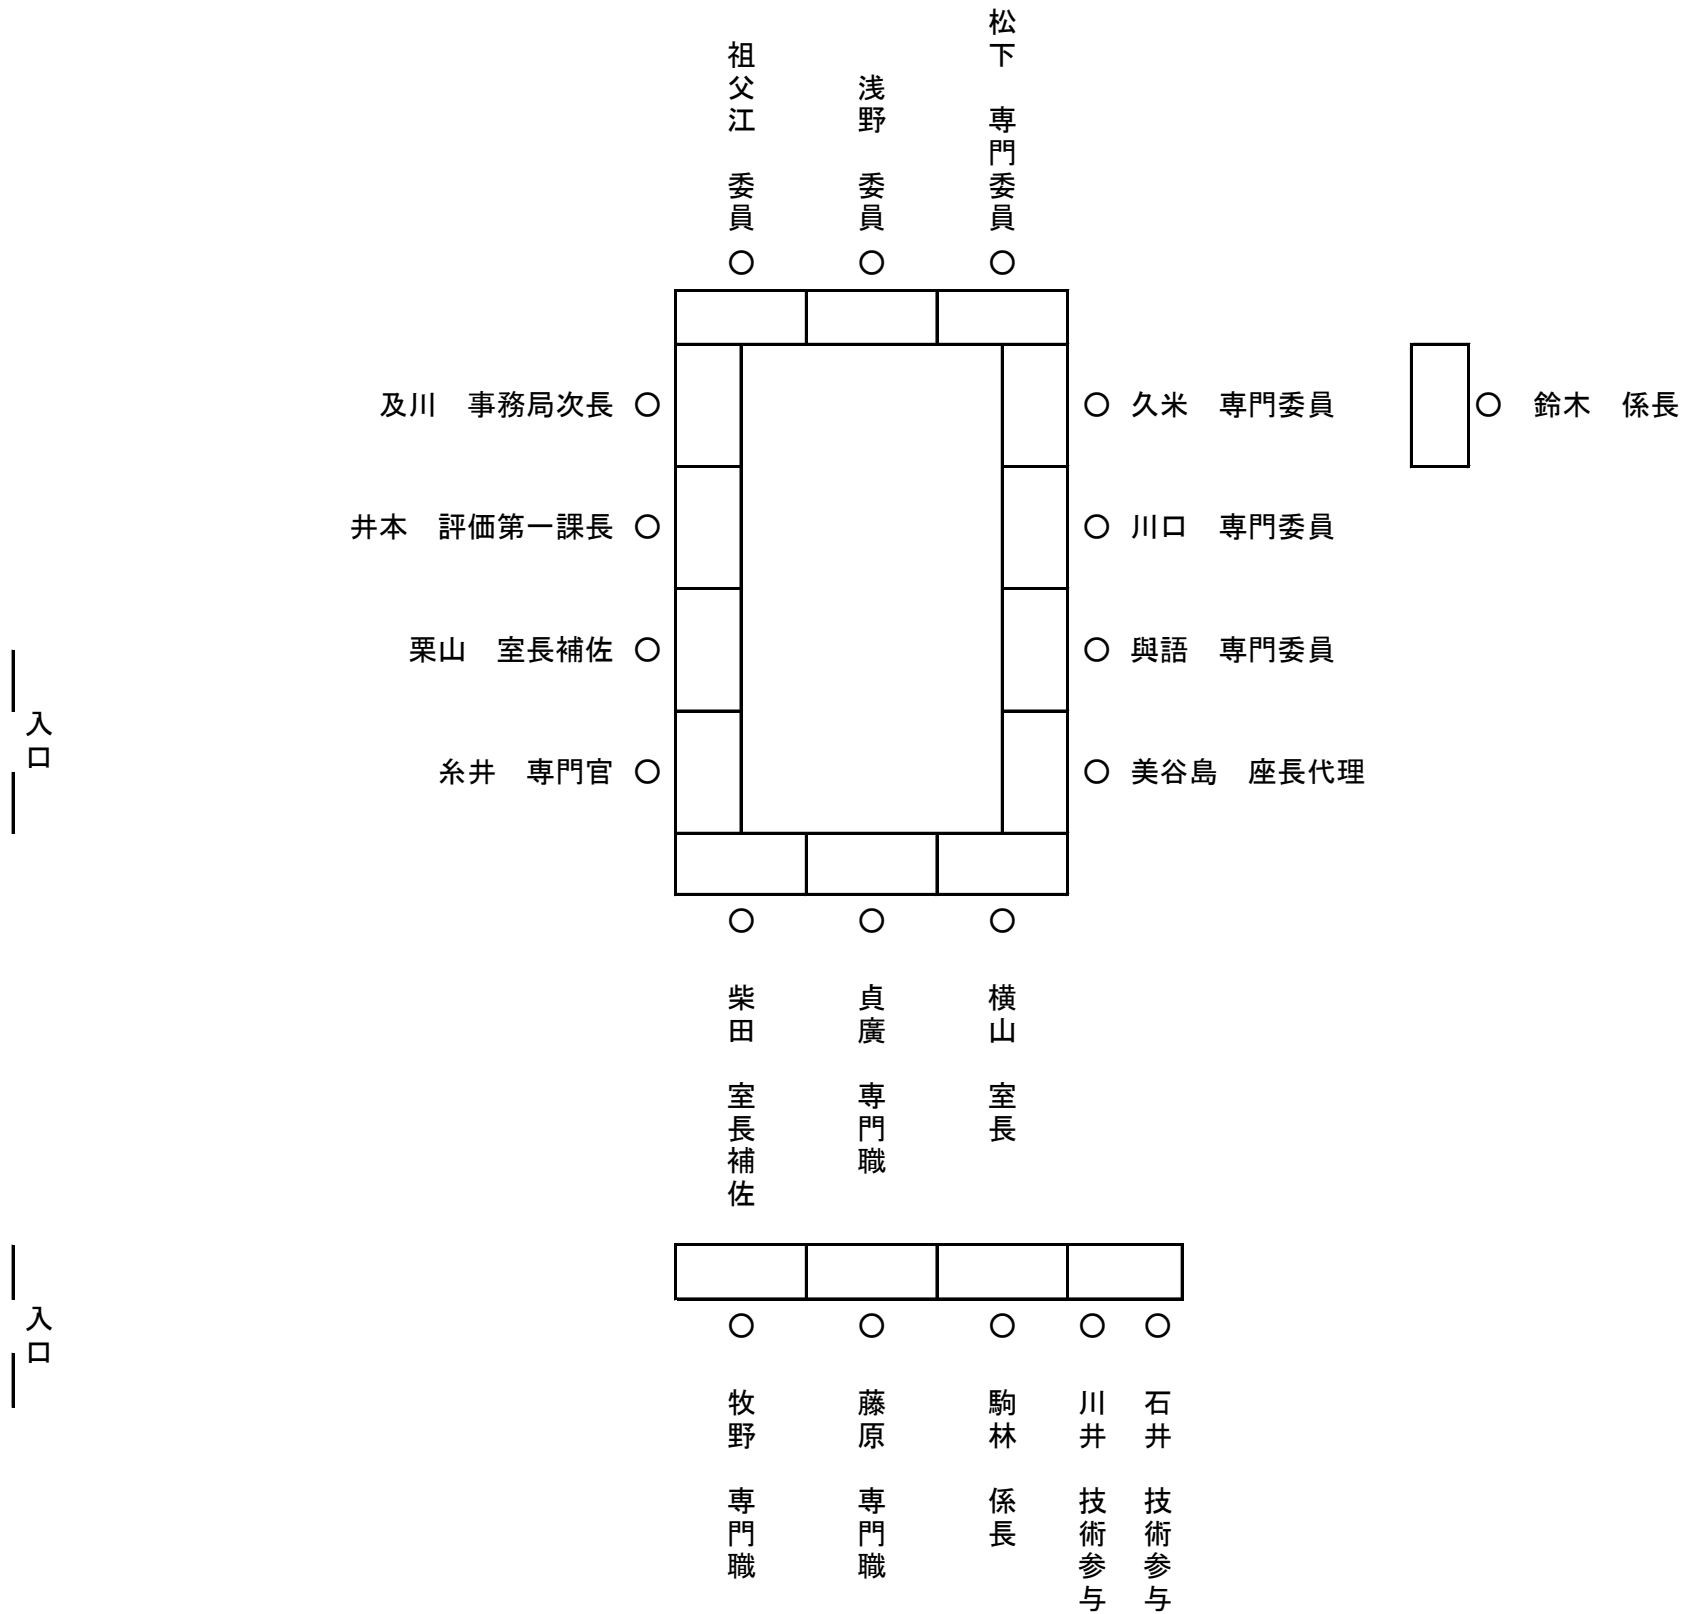 祖父江　委員
浅野　委員
松下　専門委員
及川　事務局次長
久米　専門委員
鈴木　係長
井本　評価第一課長
川口　専門委員
栗山　室長補佐
與語　専門委員
入口
糸井　専門官
美谷島　座長代理
柴田　室長補佐
貞廣　専門職
横山　室長
入口
牧野　専門職
藤原　専門職
駒林　係長
川井　技術参与
石井　技術参与